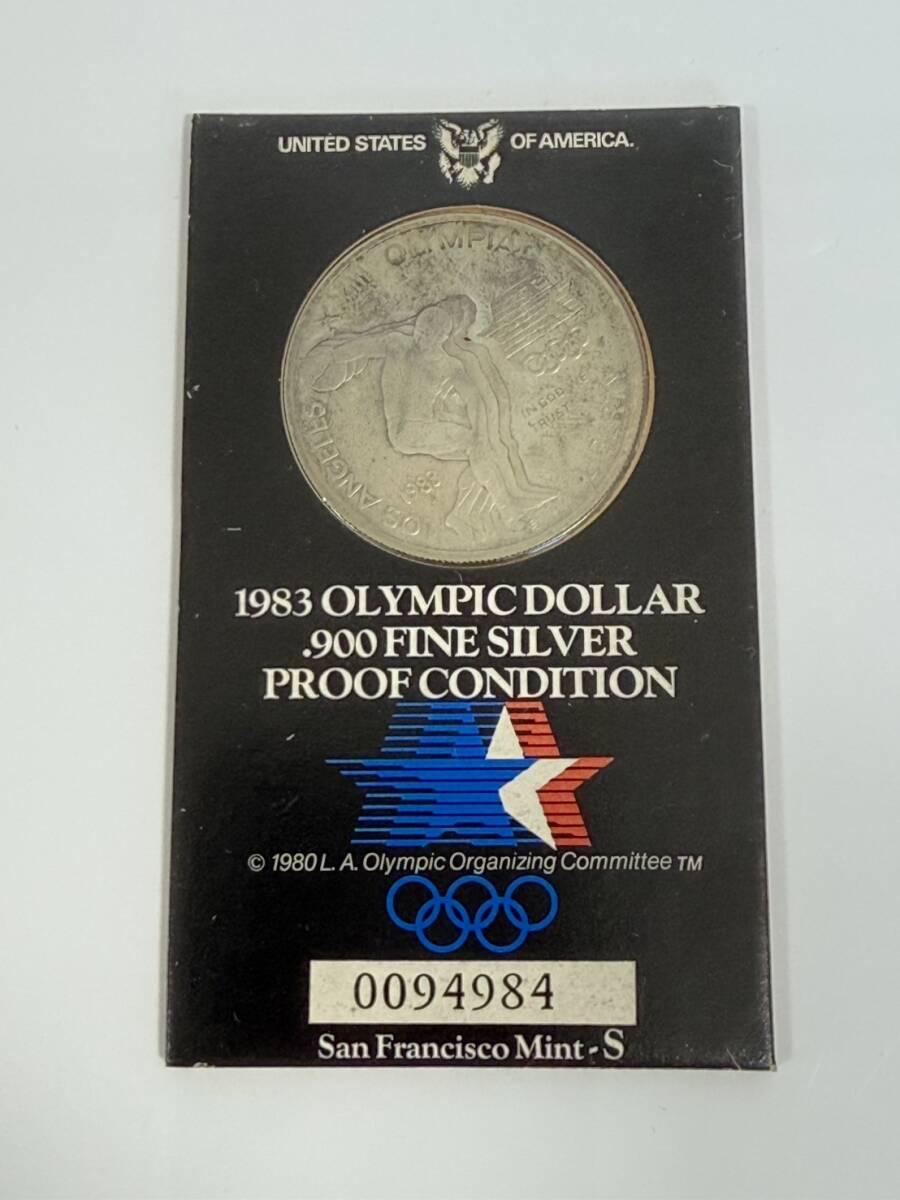 UNITED STATES OF AMERICA.
OLYMPIA
LOS ANGELES
IN GOD WE
TRUST
1983
1983 OLYMPIC DOLLAR
.900 FINE SILVER
PROOF CONDITION
© 1980 L.A. Olympic Organizing Committee TM
0094984
San Francisco Mint - S